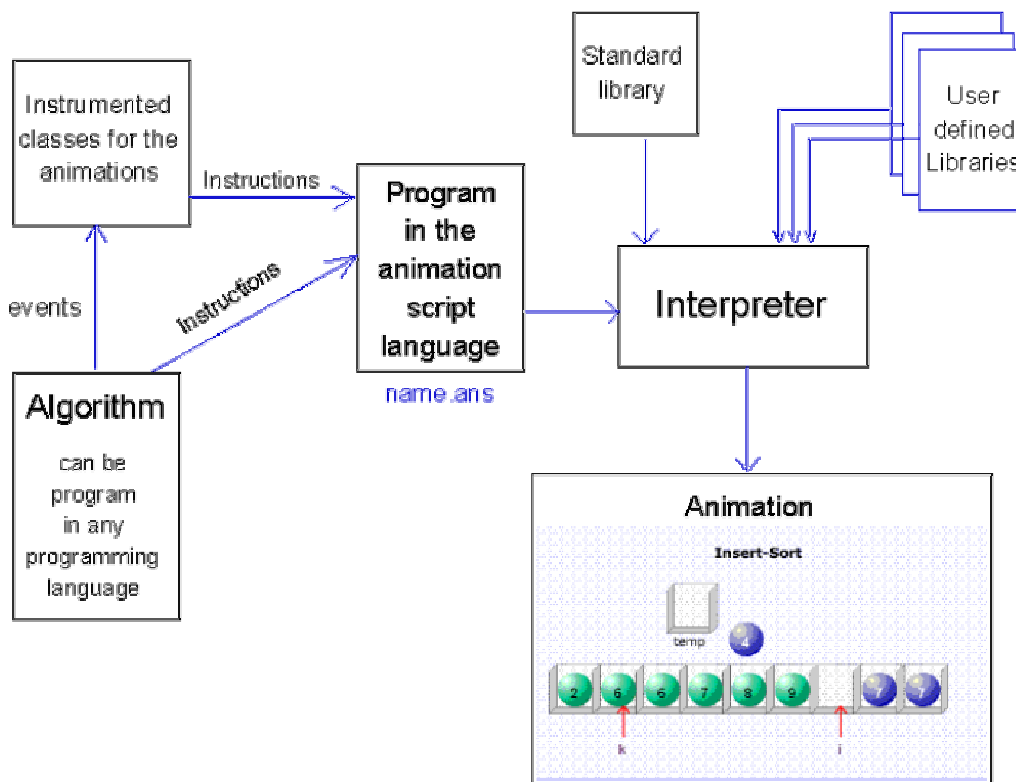 Instrumented
classes for the
animations
Instructions
events
Instructions
Algorithm
can be
program
in any
programming
language
Program
in the
animation
script
language
name.ans
Standard
library
User
defined
Libraries
Interpreter
Animation
Insert-Sort
temp
4
2 6 6 7 8 9 7 7
k i